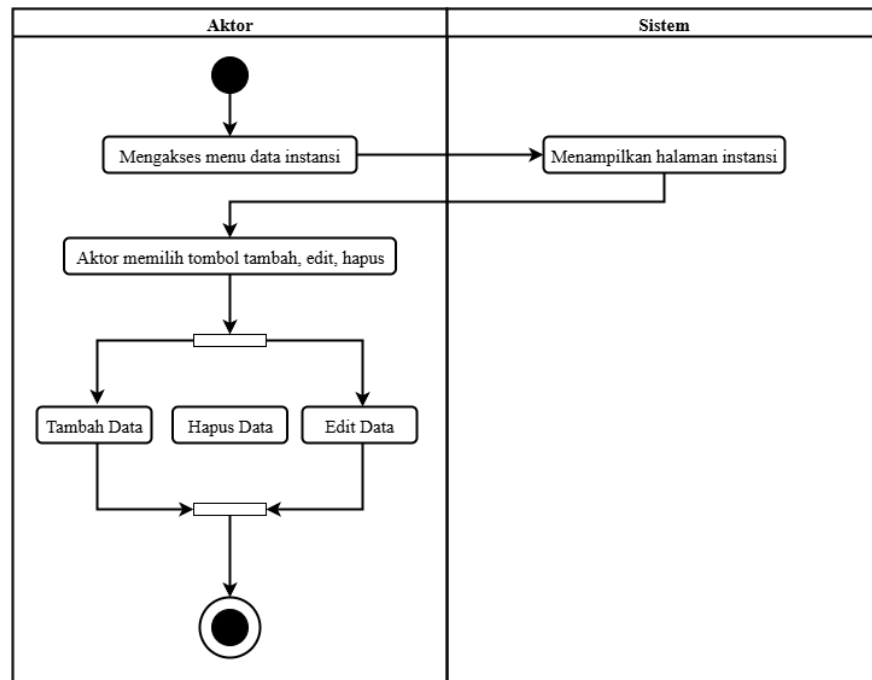 Aktor
Sistem
Mengakses menu data instansi
Menampilkan halaman instansi
Aktor memilih tombol tambah, edit, hapus
Tambah Data
Hapus Data
Edit Data